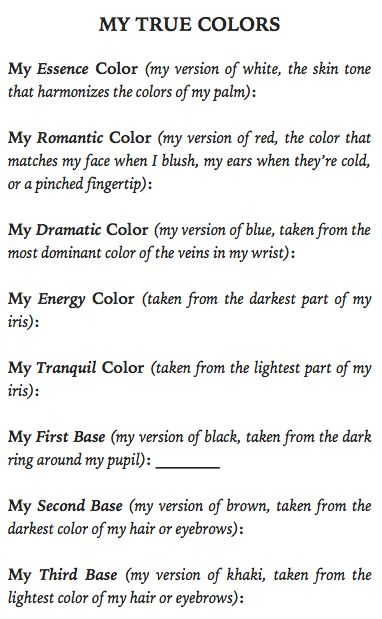 MY TRUE COLORS
My Essence Color (my version of white, the skin tone
that harmonizes the colors of my palm):
My Romantic Color (my version of red, the color that
matches my face when I blush, my ears when they’re cold,
or a pinched fingertip):
My Dramatic Color (my version of blue, taken from the
most dominant color of the veins in my wrist):
My Energy Color (taken from the darkest part of my
iris):
My Tranquil Color (taken from the lightest part of my
iris):
My First Base (my version of black, taken from the dark
ring around my pupil): ________
My Second Base (my version of brown, taken from the
darkest color of my hair or eyebrows):
My Third Base (my version of khaki, taken from the
lightest color of my hair or eyebrows):